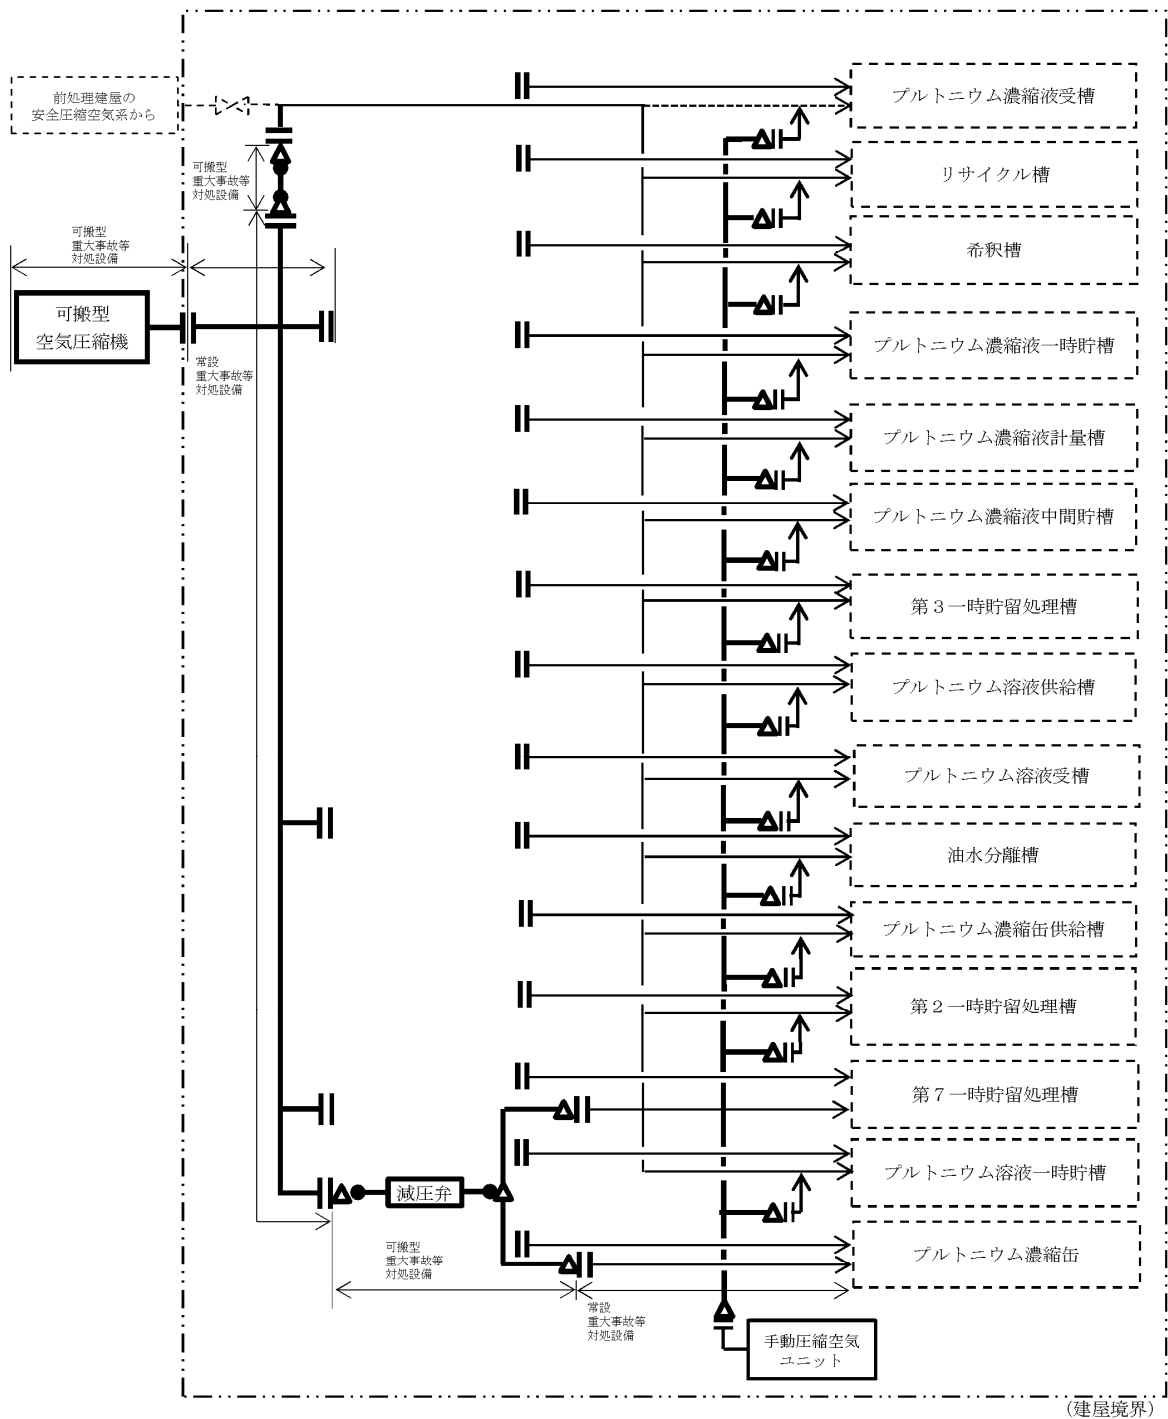 前処理建屋の
安全圧縮空気系から
可搬型
重大事故等
対処設備
可搬型
重大事故等
対処設備
可搬型
空気圧縮機
常設
重大事故等
対処設備
プルトニウム濃縮液受槽
リサイクル槽
希釈槽
プルトニウム濃縮液一時貯槽
プルトニウム濃縮液計量槽
プルトニウム濃縮液中間貯槽
第3一時貯留処理槽
プルトニウム溶液供給槽
プルトニウム溶液受槽
油水分離槽
プルトニウム濃縮缶供給槽
第2一時貯留処理槽
第7一時貯留処理槽
プルトニウム溶液一時貯槽
プルトニウム濃縮缶
減圧弁
可搬型
重大事故等
対処設備
常設
重大事故等
対処設備
手動圧縮空気
ユニット
(建屋境界)